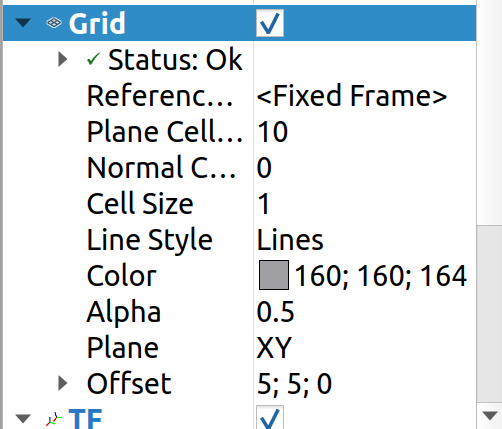 Grid
Status: Ok
Referenc... <Fixed Frame>
Plane Cell... 10
Normal C... 0
Cell Size 1
Line Style Lines
Color 160; 160; 164
Alpha 0.5
Plane XY
Offset 5; 5; 0
TF